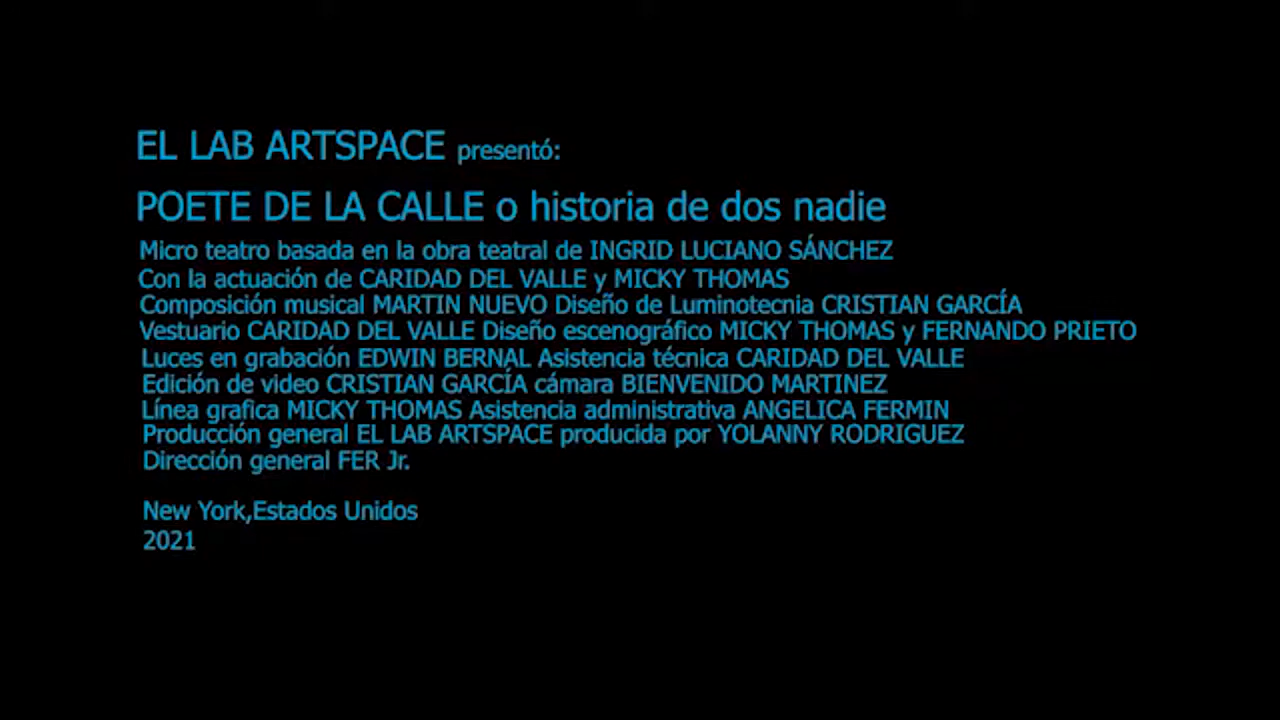 EL LAB ARTSPACE presentó:
POETE DE LA CALLE o historia de dos nadie
Micro teatro basada en la obra teatral de INGRID LUCIANO SÁNCHEZ
Con la actuación de CARIDAD DEL VALLE y MICKY THOMAS
Composición musical MARTIN NUEVO Diseño de Luminotecnia CRISTIAN GARCÍA
Vestuario CARIDAD DEL VALLE Diseño escenográfico MICKY THOMAS y FERNANDO PRIETO
Luces en grabación EDWIN BERNAL Asistencia técnica CARIDAD DEL VALLE
Edición de video CRISTIAN GARCÍA cámara BIENVENIDO MARTINEZ
Línea grafica MICKY THOMAS Asistencia administrativa ANGELICA FERMIN
Producción general EL LAB ARTSPACE producida por YOLANNY RODRIGUEZ
Dirección general FER Jr.
New York,Estados Unidos
2021